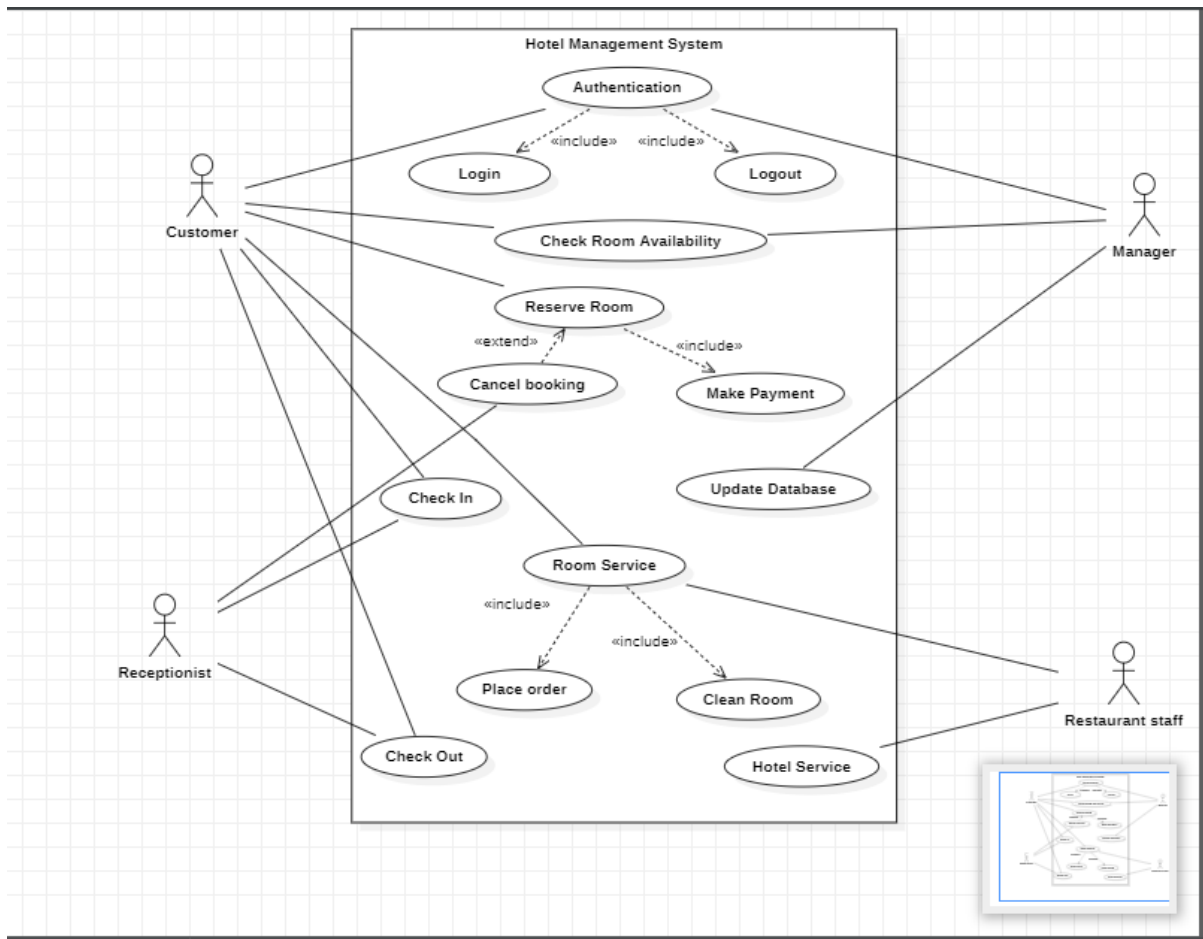 Hotel Management System
Authentication
«include»
«include»
Login
Logout
Customer
Check Room Availability
Manager
Reserve Room
«extend»
«include»
Cancel booking
Make Payment
Check In
Update Database
Room Service
«include»
«include»
Receptionist
Place order
Clean Room
Restaurant staff
Check Out
Hotel Service